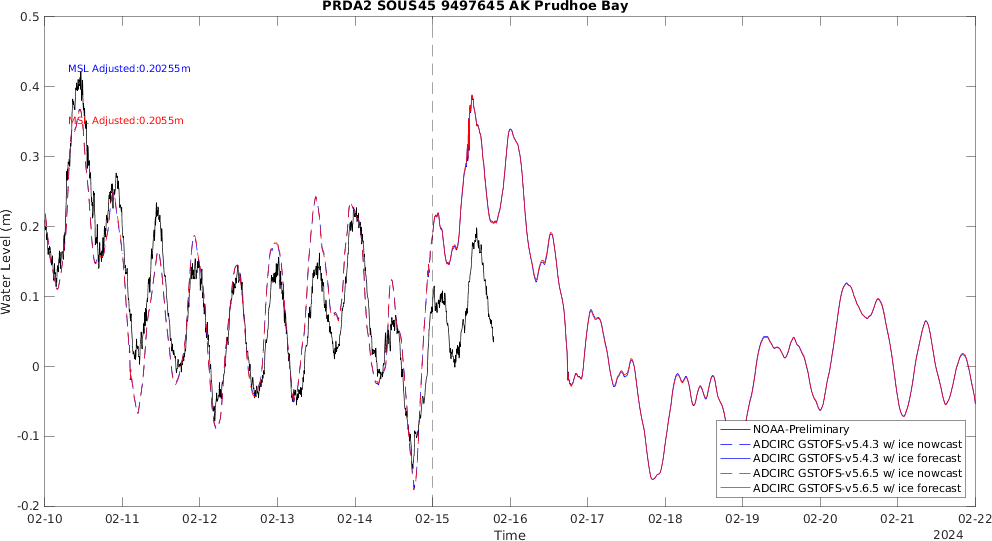 PRDA2 SOUS45 9497645 AK Prudhoe Bay
0.5
0.4
0.3
0.2
0.1
0
-0.1
-0.2
Water Level (m)
MSL Adjusted:0.20255m
MSL Adjusted:0.2055m
NOAA-Preliminary
ADCIRC GSTOFS-v5.4.3 w/ ice nowcast
ADCIRC GSTOFS-v5.4.3 w/ ice forecast
ADCIRC GSTOFS-v5.6.5 w/ ice nowcast
ADCIRC GSTOFS-v5.6.5 w/ ice forecast
02-10 02-11 02-12 02-13 02-14 02-15 02-16 02-17 02-18 02-19 02-20 02-21 02-22
Time
2024